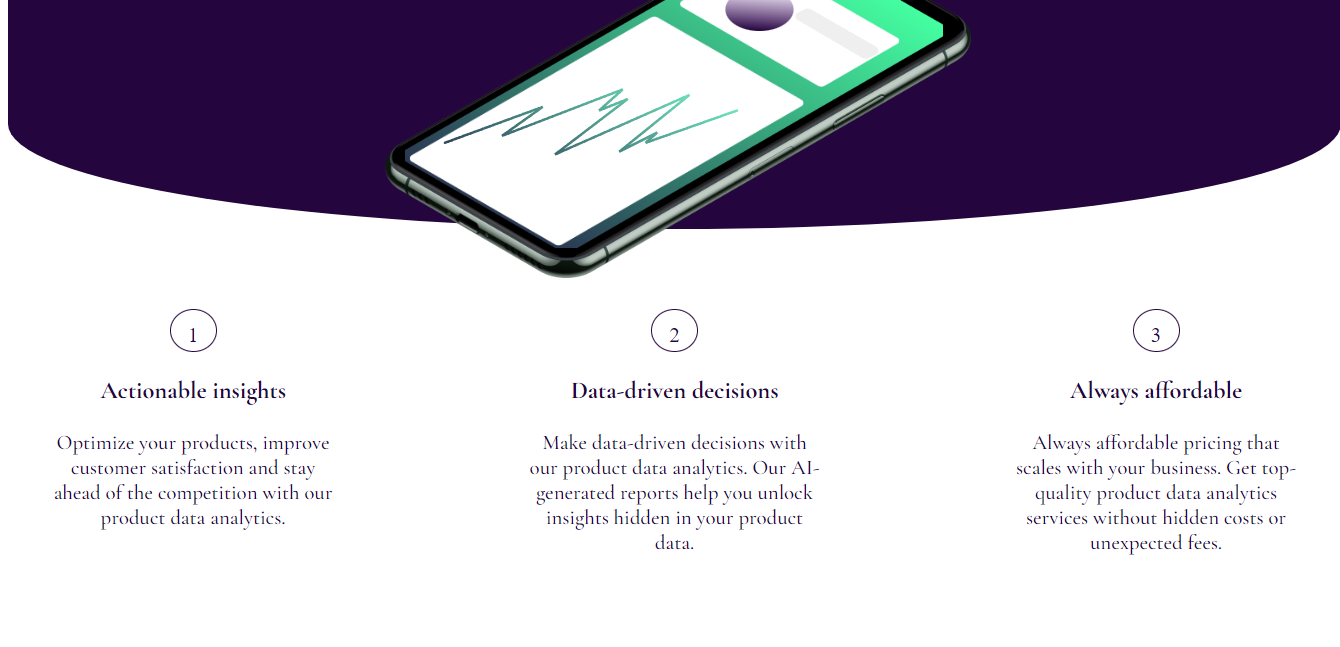 1
Actionable insights
Optimize your products, improve
customer satisfaction and stay
ahead of the competition with our
product data analytics.
2
Data-driven decisions
Make data-driven decisions with
our product data analytics. Our AI-
generated reports help you unlock
insights hidden in your product
data.
3
Always affordable
Always affordable pricing that
scales with your business. Get top-
quality product data analytics
services without hidden costs or
unexpected fees.